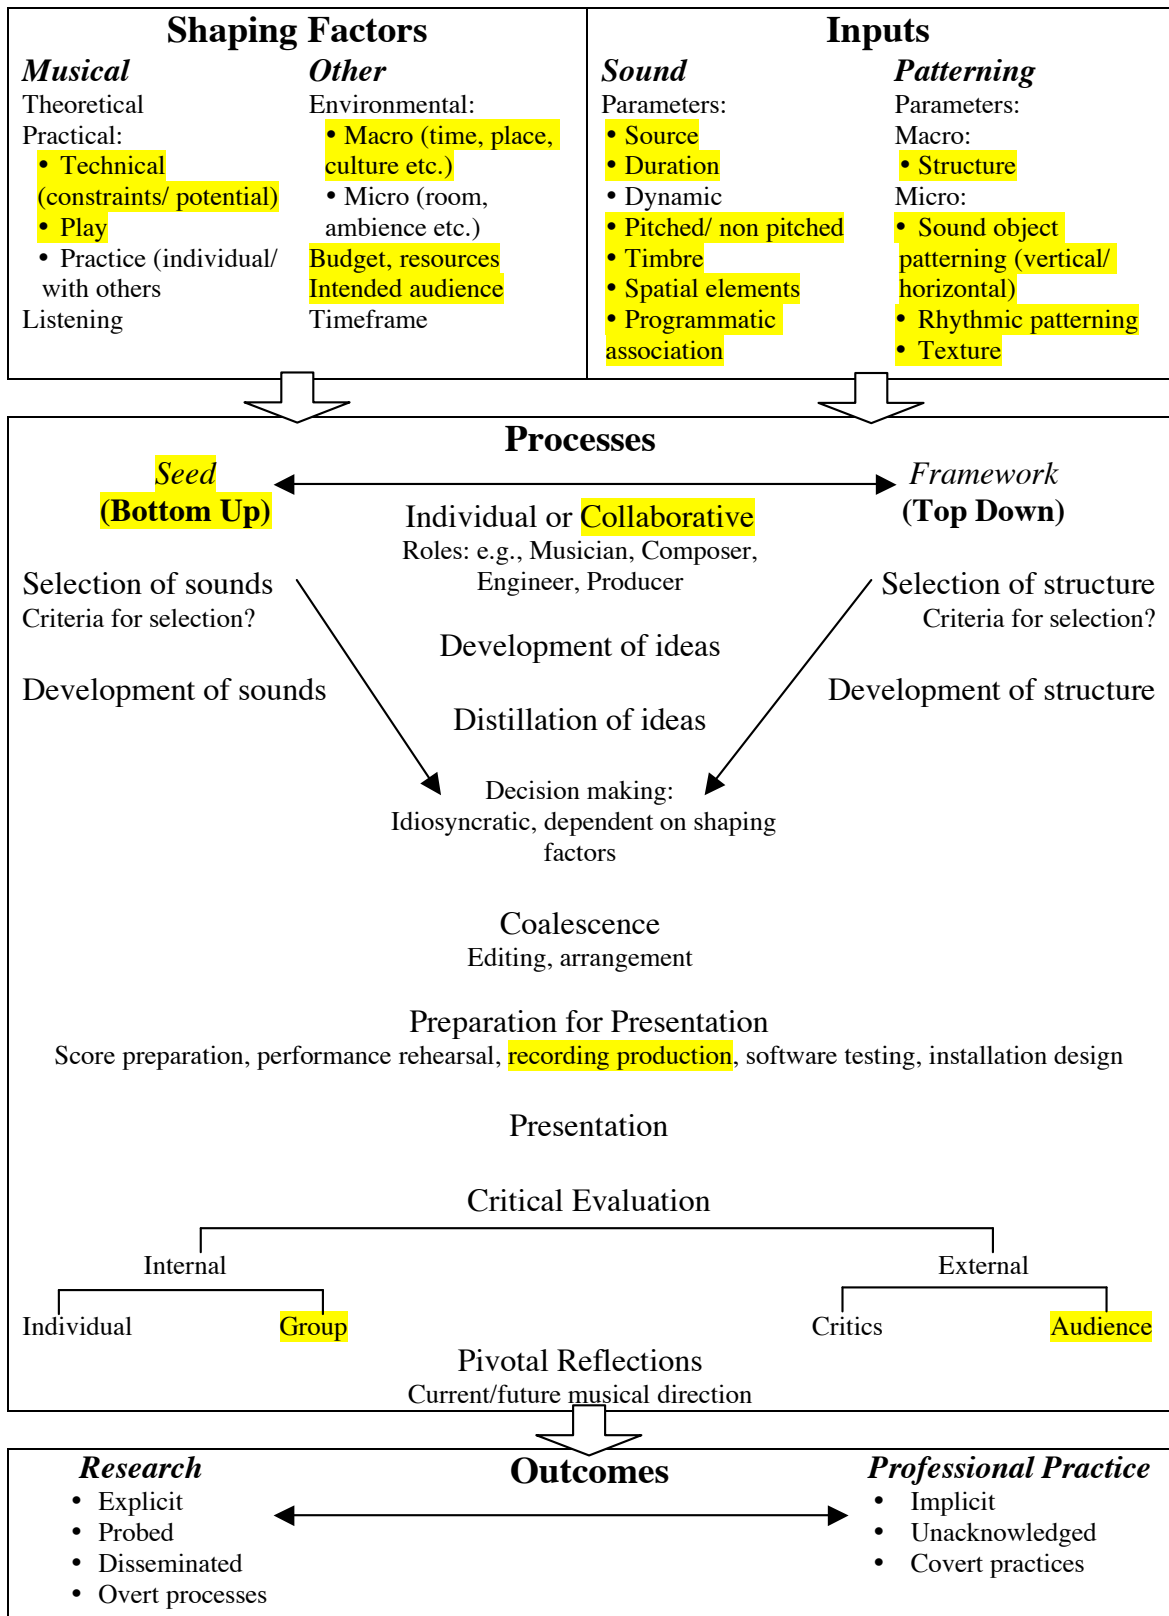 Shaping Factors
Musical
Theoretical
Practical:
• Technical
(constraints/ potential)
• Play
• Practice (individual/
with others
Listening
Other
Environmental:
• Macro (time, place,
culture etc.)
• Micro (room,
ambience etc.)
Budget, resources
Intended audience
Timeframe
Inputs
Sound
Parameters:
• Source
• Duration
• Dynamic
• Pitched/ non pitched
• Timbre
• Spatial elements
• Programmatic
association
Patterning
Parameters:
Macro:
• Structure
Micro:
• Sound object
patterning (vertical/
horizontal)
• Rhythmic patterning
• Texture
Processes
Seed
(Bottom Up)
Framework
(Top Down)
Individual or Collaborative
Roles: e.g., Musician, Composer,
Engineer, Producer
Selection of sounds
Criteria for selection?
Selection of structure
Criteria for selection?
Development of ideas
Development of sounds
Development of structure
Distillation of ideas
Decision making:
Idiosyncratic, dependent on shaping
factors
Coalescence
Editing, arrangement
Preparation for Presentation
Score preparation, performance rehearsal, recording production, software testing, installation design
Presentation
Critical Evaluation
Internal
External
Individual
Group
Critics
Audience
Pivotal Reflections
Current/future musical direction
Outcomes
Research
• Explicit
• Probed
• Disseminated
• Overt processes
Professional Practice
• Implicit
• Unacknowledged
• Covert practices